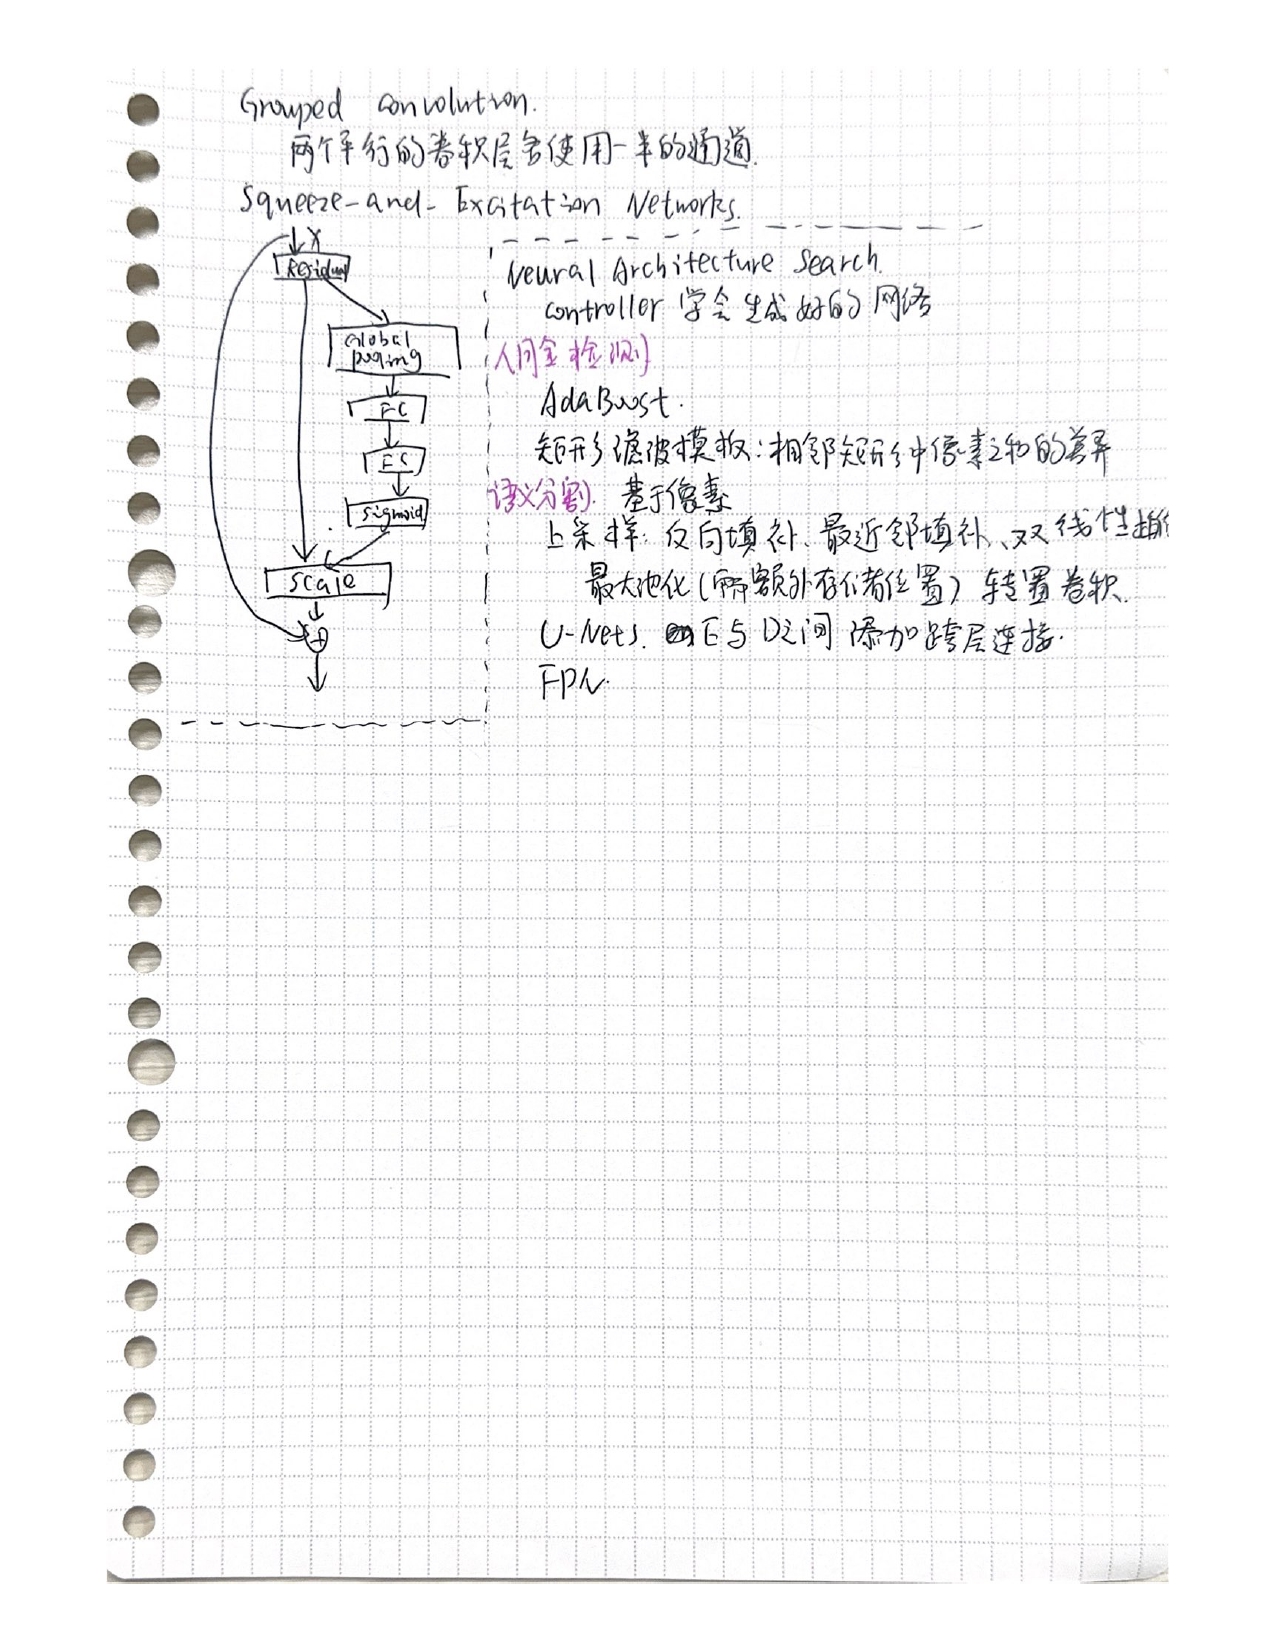 Grouped convolution.
两个平行的卷积层各使用一半的通道.
Squeeze-and-Excitation Networks.
X
Residual
Global
pooling
FC
FC
Sigmoid
Scale
Neural Architecture Search.
controller 学会生成好的网络
人间检测
AdaBoost.
矩形滤波模板:相邻矩形中像素之和的差异
语义分割. 基于像素
上采样: 反向填补、最近邻填补、双线性
最大池化(需额外存储位置) 转置卷积.
U-Nets. E与D之间 添加跨层连接.
FPN.